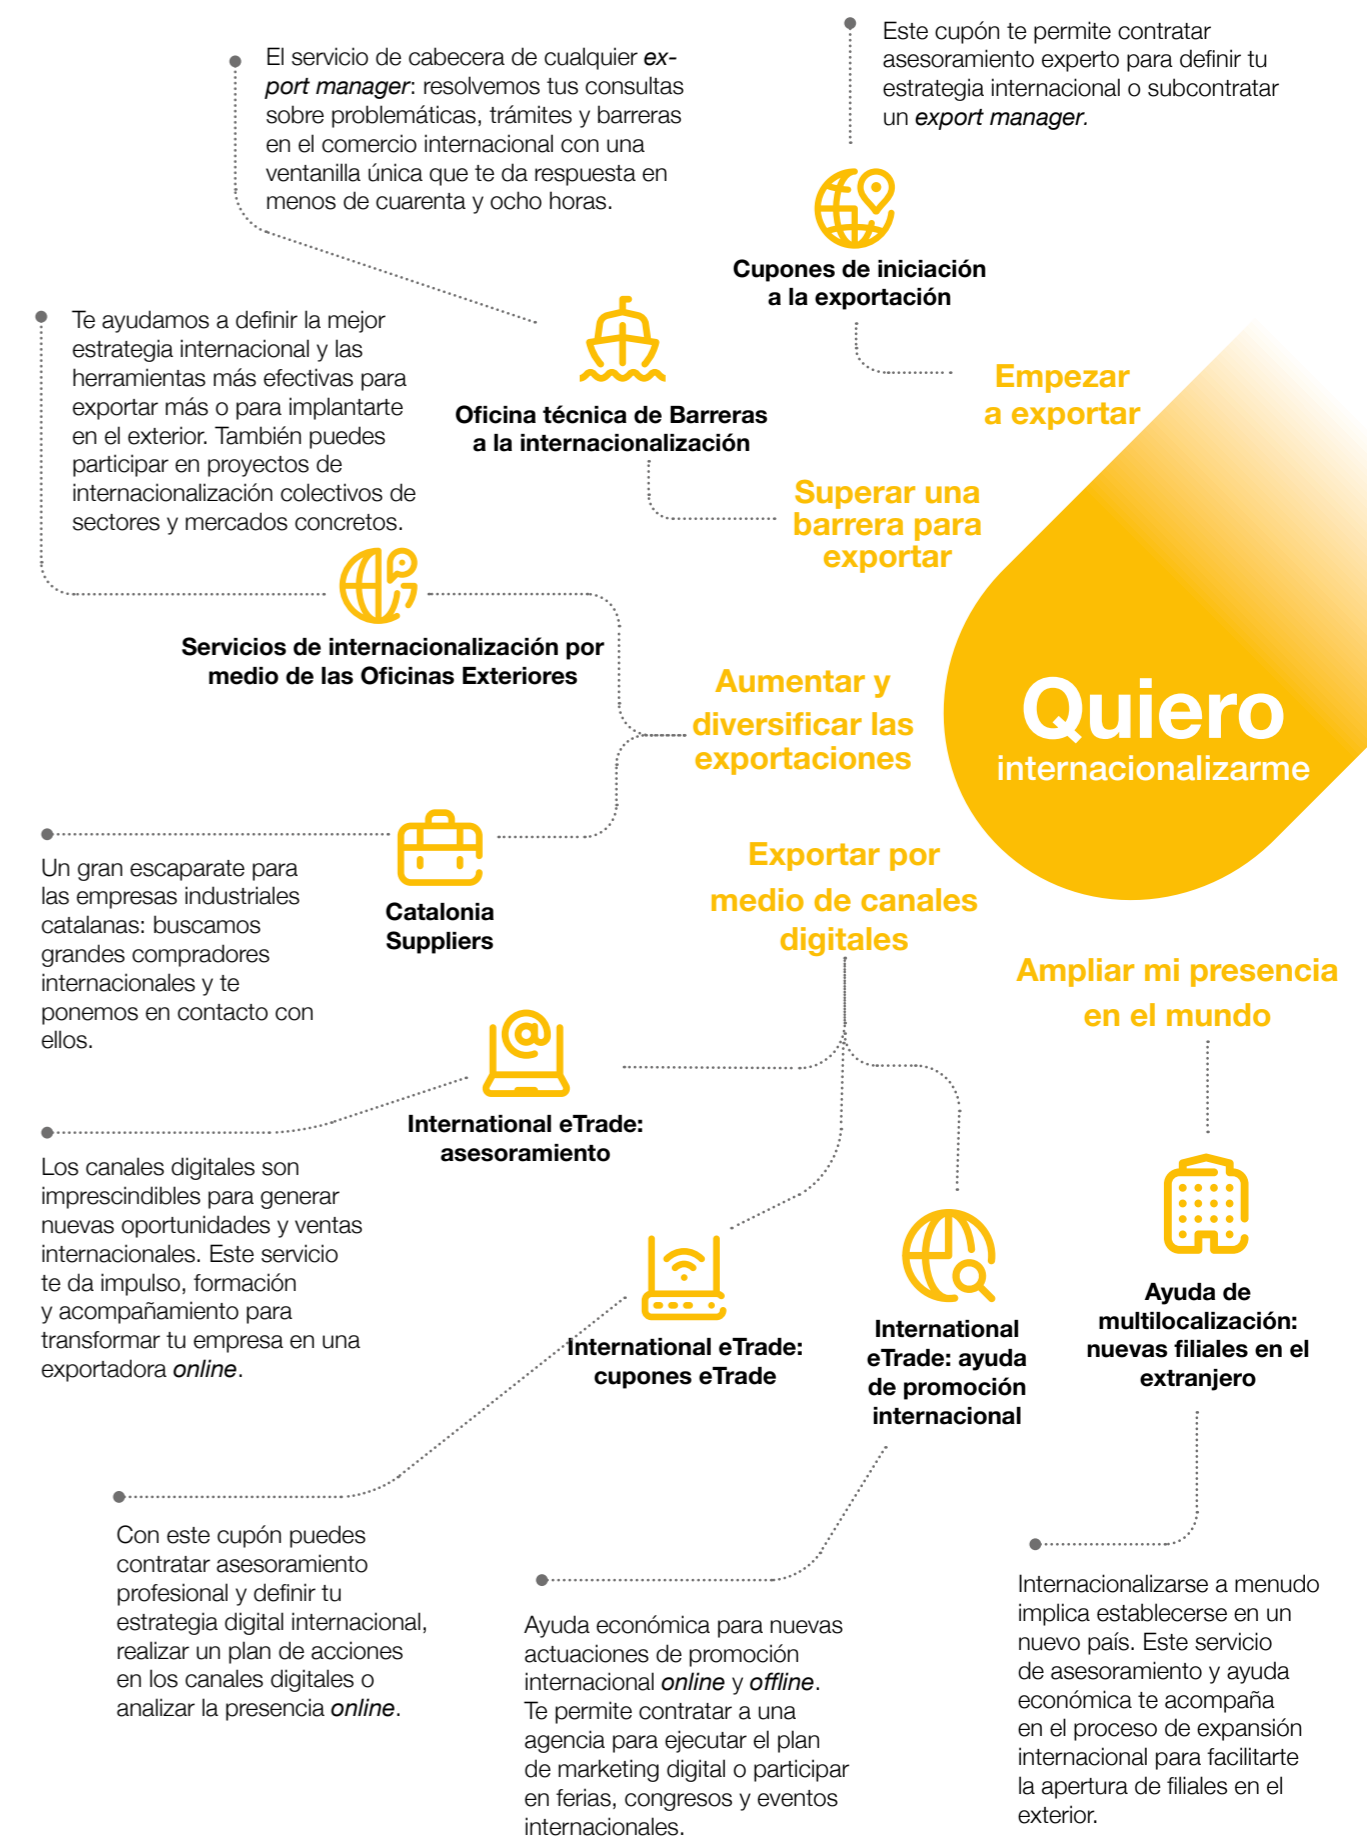 Este cupón te permite contratar
asesoramiento experto para definir tu
estrategia internacional o subcontratar
un export manager.
El servicio de cabecera de cualquier ex-
port manager: resolvemos tus consultas
sobre problemáticas, trámites y barreras
en el comercio internacional con una
ventanilla única que te da respuesta en
menos de cuarenta y ocho horas.
Cupones de iniciación
a la exportación
Te ayudamos a definir la mejor
estrategia internacional y las
herramientas más efectivas para
exportar más o para implantarte
en el exterior. También puedes
participar en proyectos de
internacionalización colectivos de
sectores y mercados concretos.
Empezar
a exportar
Oficina técnica de Barreras
a la internacionalización
Superar una
barrera para
exportar
Servicios de internacionalización por
medio de las Oficinas Exteriores
Aumentar y
diversificar las
exportaciones
Quiero
internacionalizarme
Exportar por
medio de canales
digitales
Un gran escaparate para
las empresas industriales
catalanas: buscamos
grandes compradores
internacionales y te
ponemos en contacto con
ellos.
Catalonia
Suppliers
Ampliar mi presencia
en el mundo
International eTrade:
asesoramiento
Los canales digitales son
imprescindibles para generar
nuevas oportunidades y ventas
internacionales. Este servicio
te da impulso, formación
y acompañamiento para
transformar tu empresa en una
exportadora online.
International eTrade:
cupones eTrade
International
eTrade: ayuda
de promoción
internacional
Ayuda de
multilocalización:
nuevas filiales en el
extranjero
Con este cupón puedes
contratar asesoramiento
profesional y definir tu
estrategia digital internacional,
realizar un plan de acciones
en los canales digitales o
analizar la presencia online.
Ayuda económica para nuevas
actuaciones de promoción
internacional online y offline.
Te permite contratar a una
agencia para ejecutar el plan
de marketing digital o participar
en ferias, congresos y eventos
internacionales.
Internacionalizarse a menudo
implica establecerse en un
nuevo país. Este servicio
de asesoramiento y ayuda
económica te acompaña
en el proceso de expansión
internacional para facilitarte
la apertura de filiales en el
exterior.